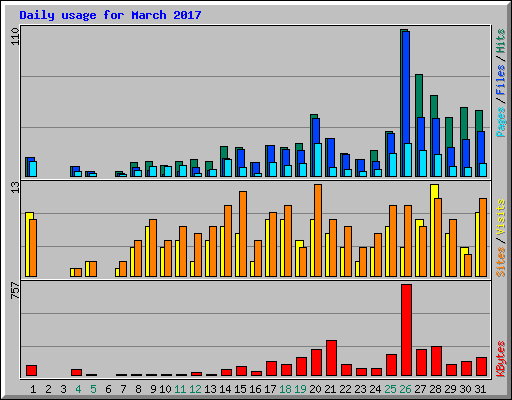 Daily usage for March 2017
110
Pages / Files / Hits
13
Sites / Visits
757
KBytes
1 2 3 4 5 6 7 8 9 10 11 12 13 14 15 16 17 18 19 20 21 22 23 24 25 26 27 28 29 30 31